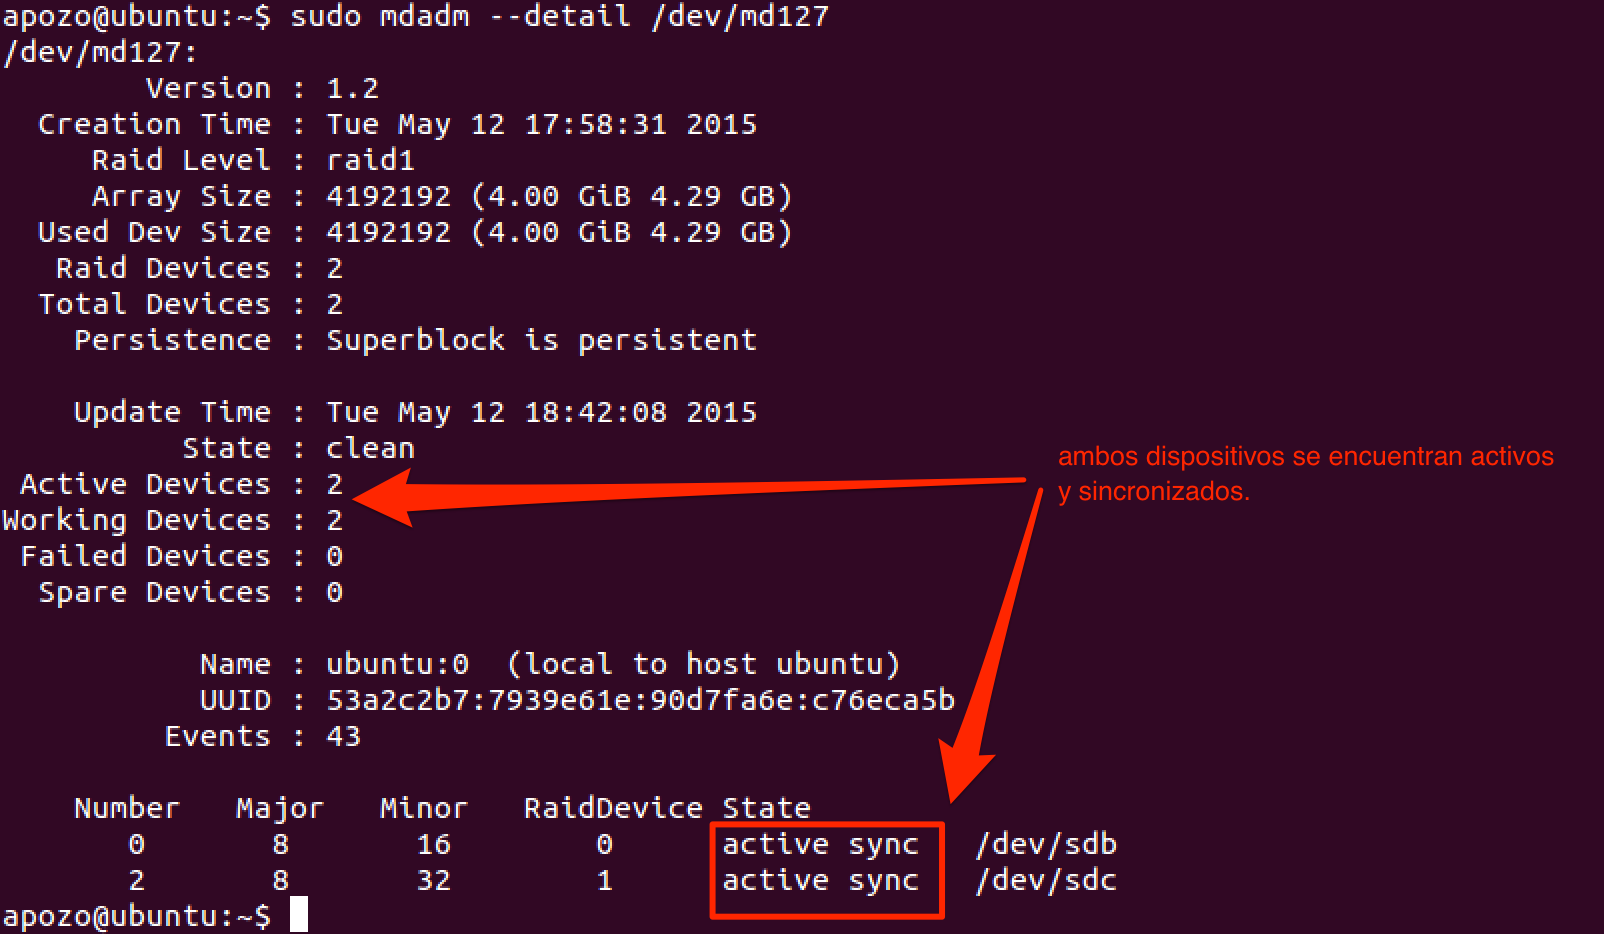 apozo@ubuntu:~$ sudo mdadm --detail /dev/md127
/dev/md127:
Version : 1.2
Creation Time : Tue May 12 17:58:31 2015
Raid Level : raid1
Array Size : 4192192 (4.00 GiB 4.29 GB)
Used Dev Size : 4192192 (4.00 GiB 4.29 GB)
Raid Devices : 2
Total Devices : 2
Persistence : Superblock is persistent
Update Time : Tue May 12 18:42:08 2015
State : clean
Active Devices : 2
Working Devices : 2
Failed Devices : 0
Spare Devices : 0
ambos dispositivos se encuentran activos
y sincronizados.
Name : ubuntu:0  (local to host ubuntu)
UUID : 53a2c2b7:7939e61e:90d7fa6e:c76eca5b
Events : 43
Number   Major   Minor   RaidDevice State
0       8       16        0      active sync   /dev/sdb
2       8       32        1      active sync   /dev/sdc
apozo@ubuntu:~$